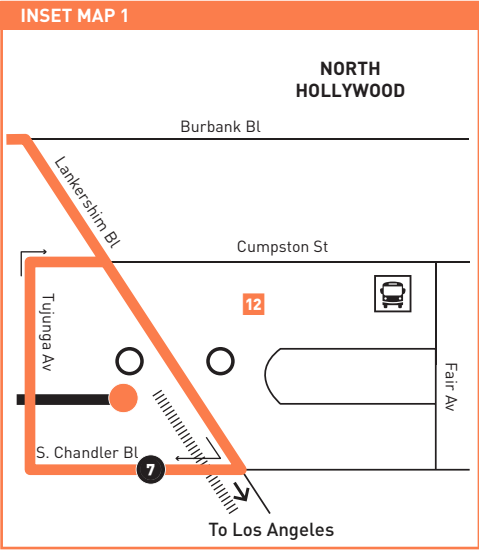 INSET MAP 1
NORTH
HOLLYWOOD
Burbank Bl
Lankershim Bl
Cumpston St
12
Tujunga Av
Fair Av
S. Chandler Bl
7
To Los Angeles